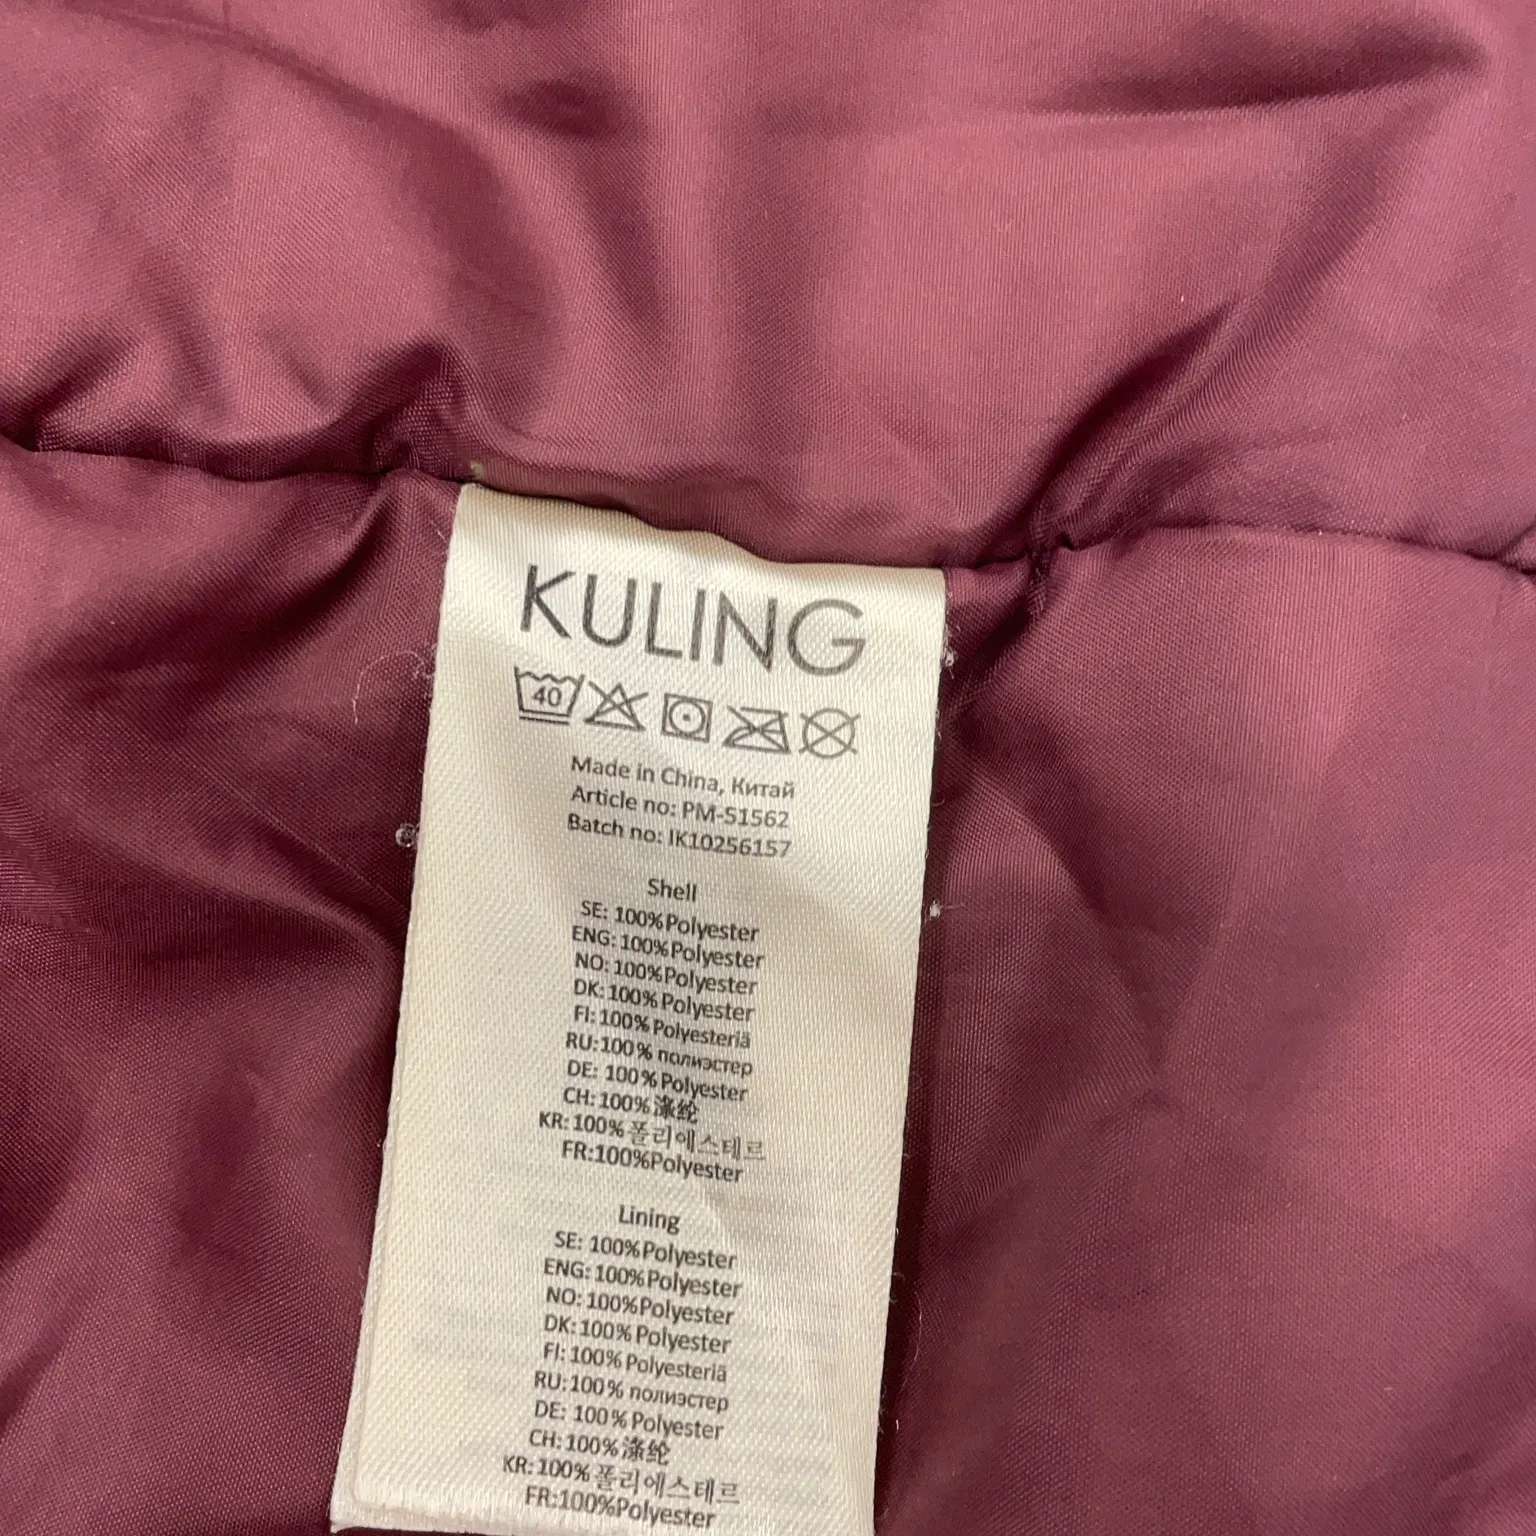 KULING
40
Made in China, Китай
Article no: PM-51562
Batch no: IK10256157
Shell
SE: 100%Polyester
ENG: 100%Polyester
NO: 100%Polyester
DK: 100%Polyester
FI: 100%Polyesteriä
RU:100% полиэстер
DE: 100%Polyester
CH: 100%涤纶
KR: 100%폴리에스테르
FR:100%Polyester
Lining
SE: 100%Polyester
ENG: 100%Polyester
NO: 100%Polyester
DK: 100%Polyester
FI: 100%Polyesteriä
RU:100% полиэстер
DE: 100%Polyester
CH: 100%涤纶
KR: 100%폴리에스테르
FR:100%Polyester